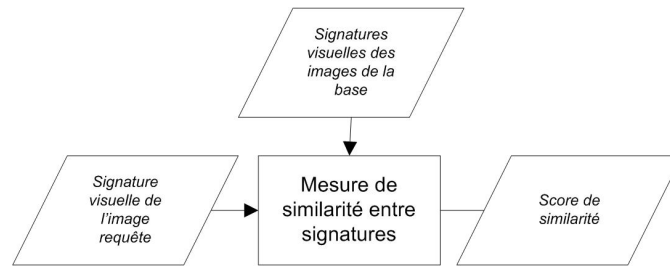 Signatures
visuelles des
images de la
base
Signature
visuelle de
l'image
requête
Mesure de
similarité entre
signatures
Score de
similarité